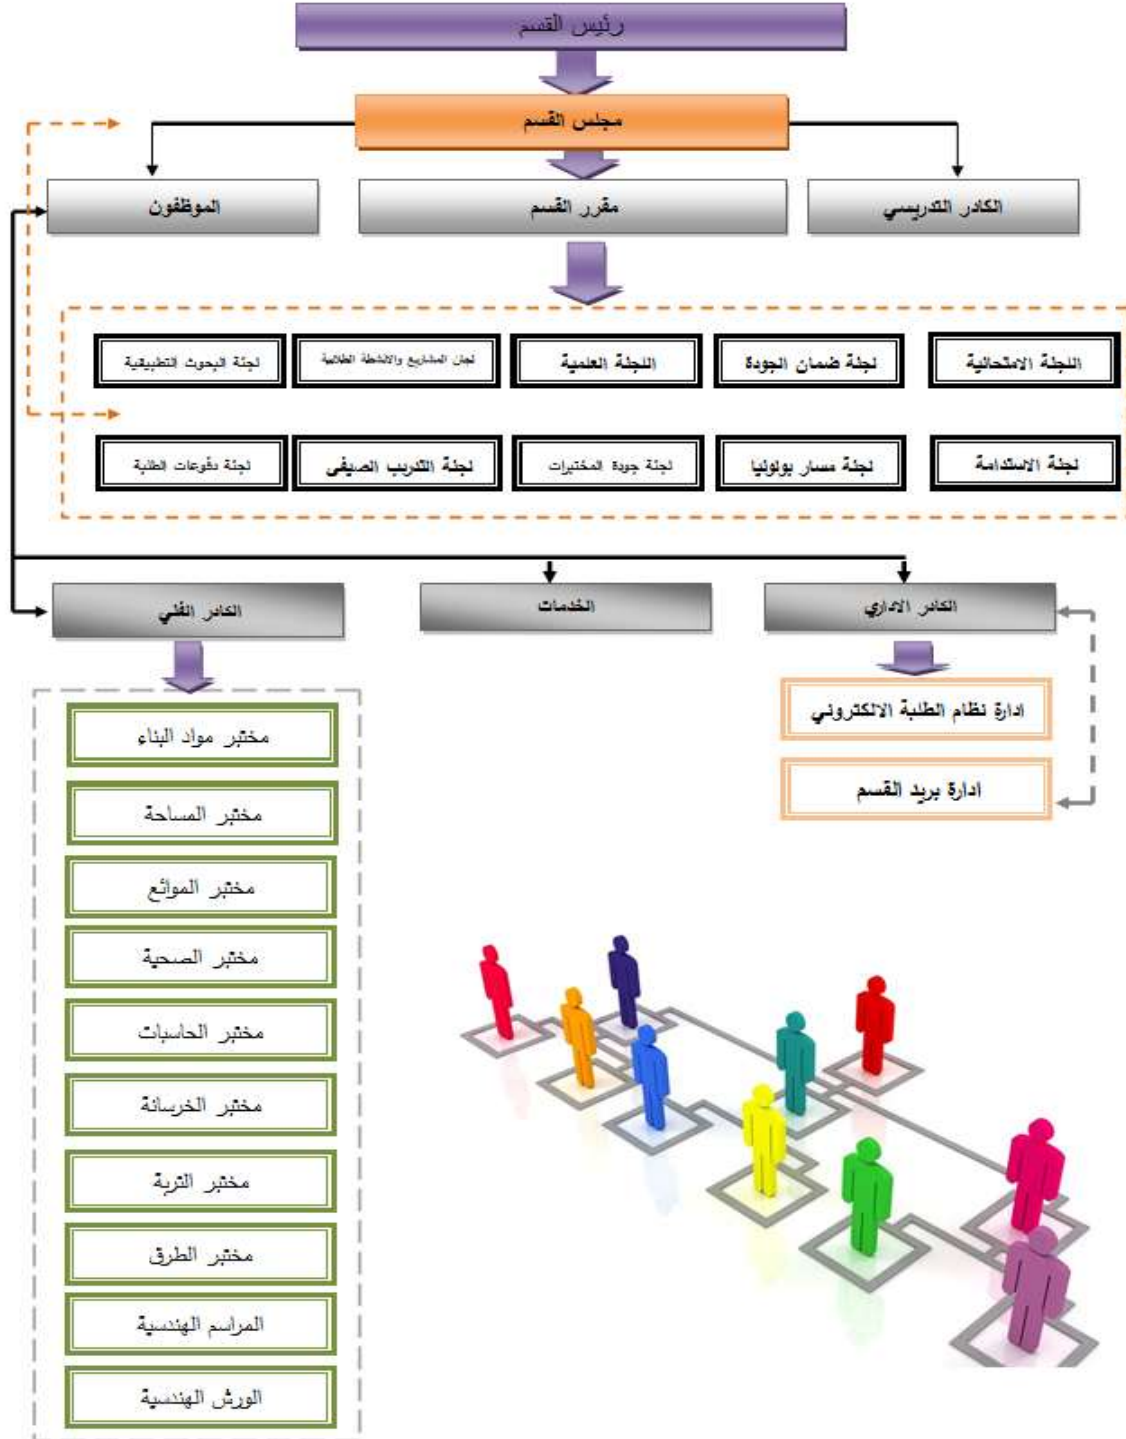 رئيس القسم
مجلس القسم
الكادر التدريسي
مقرر القسم
الموظفون
اللجنة الامتحانية
لجنة ضمان الجودة
اللجنة العلمية
لجان المشاريع والانشطة الطلابية
لجنة البحوث التطبيقية
لجنة الاستدامة
لجنة مسار بولونيا
لجنة جودة المختبرات
لجنة التدريب الصيفي
لجنة دفوعات الطلبة
الكادر الاداري
الخدمات
الكادر الفني
ادارة نظام الطلبة الالكتروني
ادارة بريد القسم
مختبر مواد البناء
مختبر المساحة
مختبر الموائع
مختبر الصحية
مختبر الحاسبات
مختبر الخرسانة
مختبر التربة
مختبر الطرق
المراسم الهندسية
الورش الهندسية